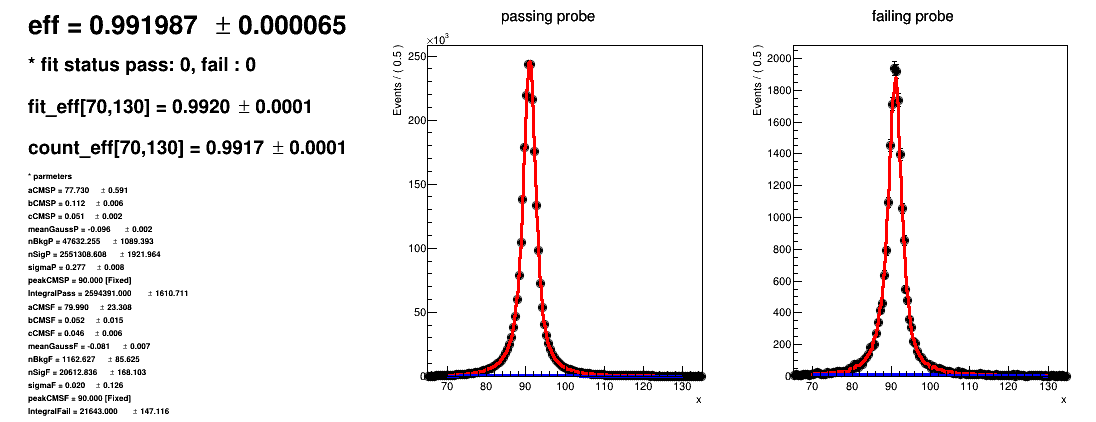 eff = 0.991987 ± 0.000065
* fit status pass: 0, fail : 0
fit_eff[70,130] = 0.9920 ± 0.0001
count_eff[70,130] = 0.9917 ± 0.0001
* parmeters
aCMSP = 77.730 ± 0.591
bCMSP = 0.112 ± 0.006
cCMSP = 0.051 ± 0.002
meanGaussP = -0.096 ± 0.002
nBkgP = 47632.255 ± 1089.393
nSigP = 2551308.608 ± 1921.964
sigmaP = 0.277 ± 0.008
peakCMSP = 90.000 [Fixed]
IntegralPass = 2594391.000 ± 1610.711
aCMSF = 79.990 ± 23.308
bCMSF = 0.052 ± 0.015
cCMSF = 0.046 ± 0.006
meanGaussF = -0.081 ± 0.007
nBkgF = 1162.627 ± 85.625
nSigF = 20612.836 ± 168.103
sigmaF = 0.020 ± 0.126
peakCMSF = 90.000 [Fixed]
IntegralFail = 21643.000 ± 147.116
passing probe
×10³
Events / ( 0.5 )
250
200
150
100
50
0
70 80 90 100 110 120 130
x
failing probe
Events / ( 0.5 )
2000
1800
1600
1400
1200
1000
800
600
400
200
0
70 80 90 100 110 120 130
x